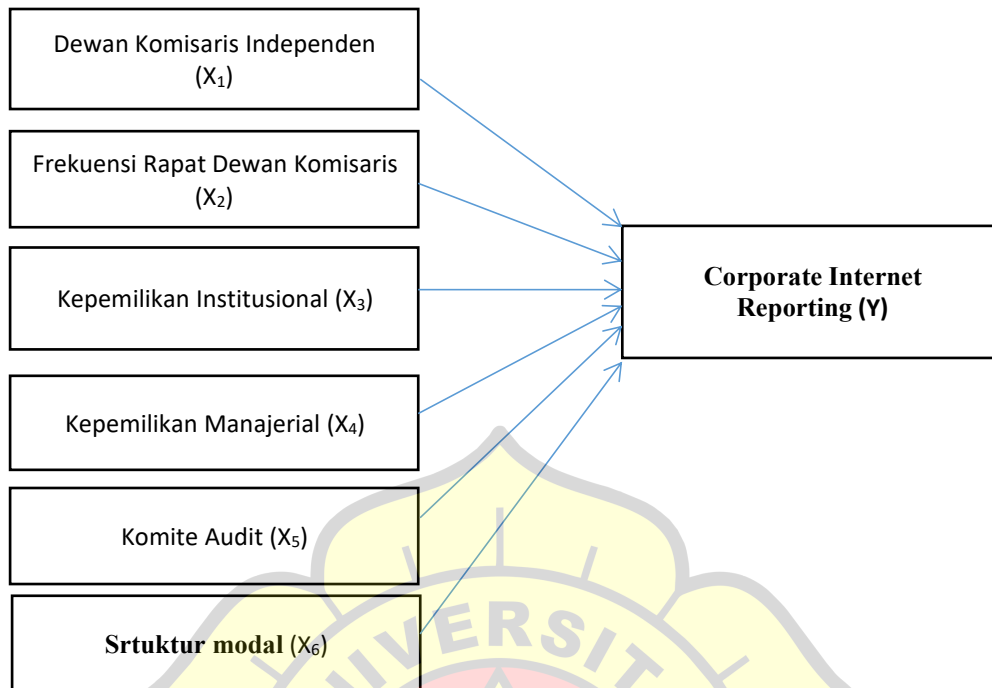 Dewan Komisaris Independen
(X₁)
Frekuensi Rapat Dewan Komisaris
(X₂)
Kepemilikan Institusional (X₃)
Corporate Internet
Reporting (Y)
Kepemilikan Manajerial (X₄)
Komite Audit (X₅)
Srtuktur modal (X₆)
IVERSIT